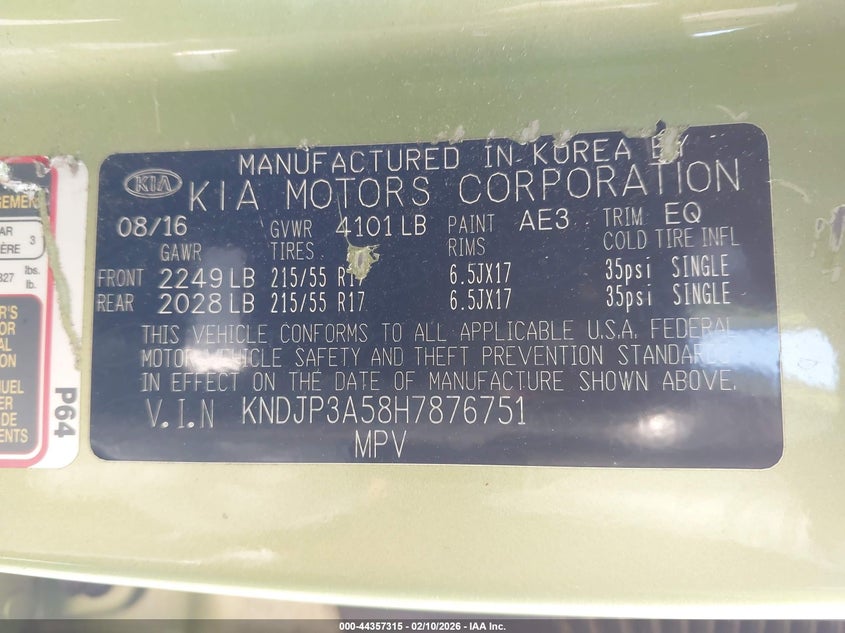 MANUFACTURED IN KOREA BY
KIA KIA MOTORS CORPORATION
08/16 GVWR 4101 LB PAINT AE3 TRIM EQ
GAWR TIRES RIMS COLD TIRE INFL
FRONT 2249 LB 215/55 R17 6.5JX17 35psi SINGLE
REAR 2028 LB 215/55 R17 6.5JX17 35psi SINGLE
THIS VEHICLE CONFORMS TO ALL APPLICABLE U.S.A. FEDERAL
MOTOR VEHICLE SAFETY AND THEFT PREVENTION STANDARDS
IN EFFECT ON THE DATE OF MANUFACTURE SHOWN ABOVE.
V.I.N KNDJP3A58H7876751
MPV
3
327 lbs.
lb.
P64
000-44357315 - 02/10/2026 - IAA Inc.